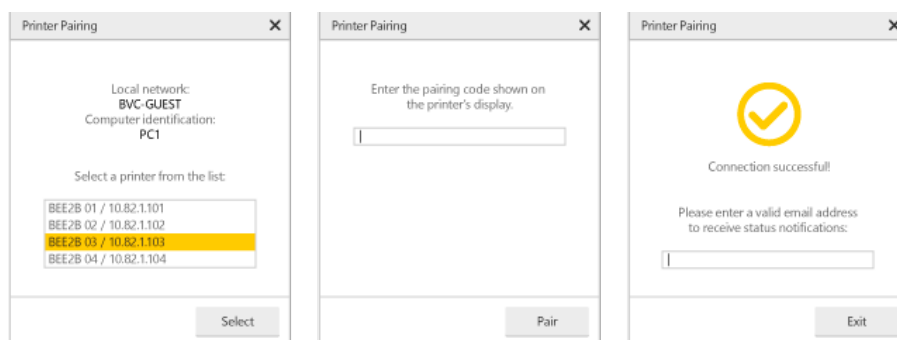 Printer Pairing
Local network:
BVC-GUEST
Computer identification:
PC1
Select a printer from the list:
BEE2B 01 / 10.82.1.101
BEE2B 02 / 10.82.1.102
BEE2B 03 / 10.82.1.103
BEE2B 04 / 10.82.1.104
Select
Printer Pairing
Enter the pairing code shown on
the printer's display.
Pair
Printer Pairing
Connection successful!
Please enter a valid email address
to receive status notifications:
Exit